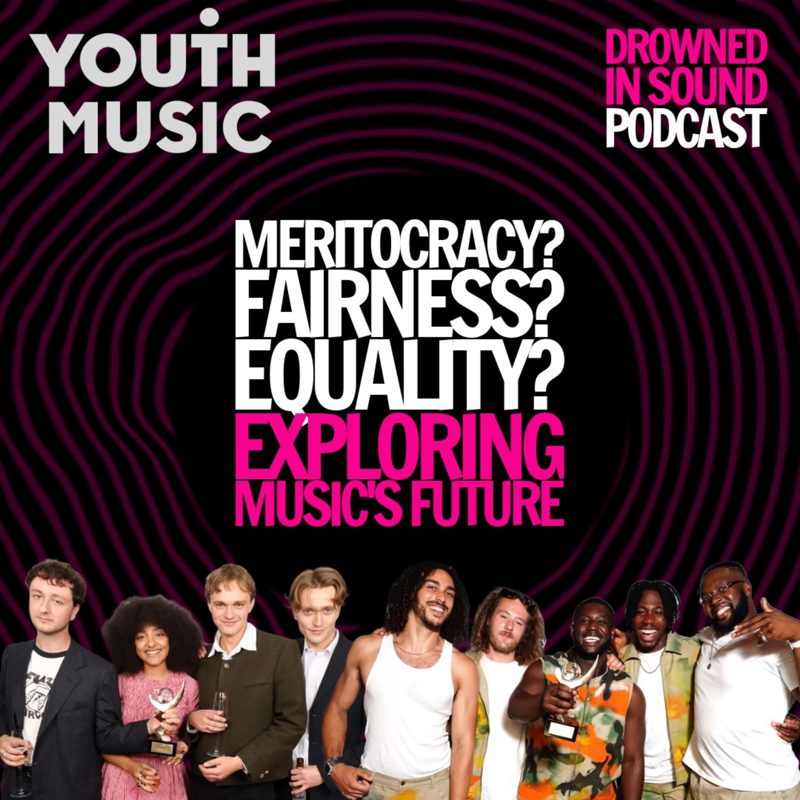 YOUTH
MUSIC
DROWNED
IN SOUND
PODCAST
MERITOCRACY?
FAIRNESS?
EQUALITY?
EXPLORING
MUSIC'S FUTURE